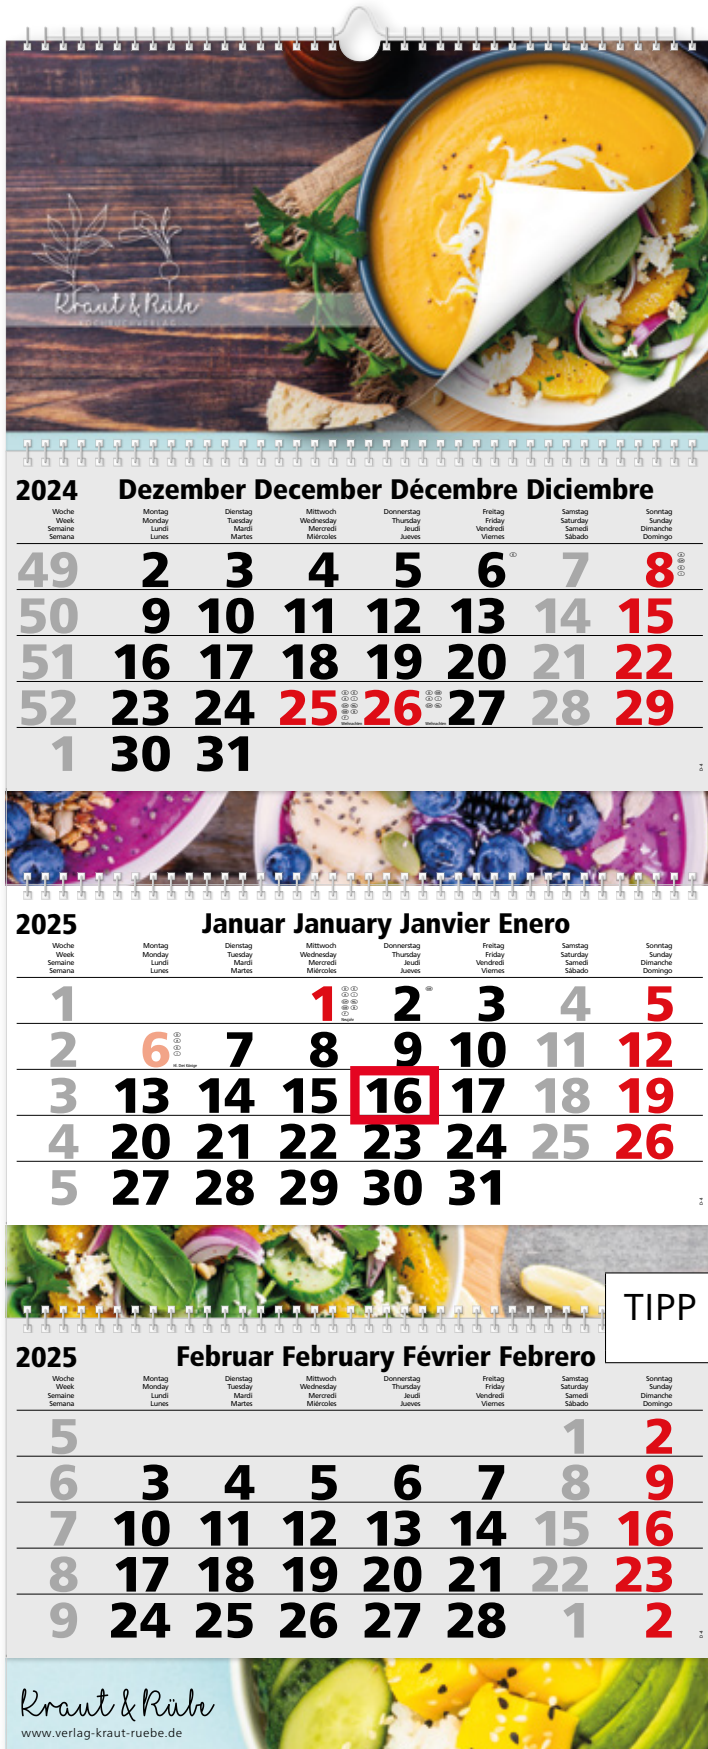 Kraut & Rübe
KOCHBUCHVERLAG
2024 Dezember December Décembre Diciembre
Woche Montag Dienstag Mittwoch Donnerstag Freitag Samstag Sonntag
Week Monday Tuesday Wednesday Thursday Friday Saturday Sunday
Semaine Lundi Mardi Mercredi Jeudi Vendredi Samedi Dimanche
Semana Lunes Martes Miércoles Jueves Viernes Sábado Domingo
49 2 3 4 5 6 7 8
50 9 10 11 12 13 14 15
51 16 17 18 19 20 21 22
52 23 24 25 26 27 28 29
Weihnachten Weihnachten
1 30 31
2025 Januar January Janvier Enero
Woche Montag Dienstag Mittwoch Donnerstag Freitag Samstag Sonntag
Week Monday Tuesday Wednesday Thursday Friday Saturday Sunday
Semaine Lundi Mardi Mercredi Jeudi Vendredi Samedi Dimanche
Semana Lunes Martes Miércoles Jueves Viernes Sábado Domingo
1 1 2 3 4 5
Neujahr
2 6 7 8 9 10 11 12
Hl. Drei Könige
3 13 14 15 16 17 18 19
4 20 21 22 23 24 25 26
5 27 28 29 30 31
TIPP
2025 Februar February Février Febrero
Woche Montag Dienstag Mittwoch Donnerstag Freitag Samstag Sonntag
Week Monday Tuesday Wednesday Thursday Friday Saturday Sunday
Semaine Lundi Mardi Mercredi Jeudi Vendredi Samedi Dimanche
Semana Lunes Martes Miércoles Jueves Viernes Sábado Domingo
5 1 2
6 3 4 5 6 7 8 9
7 10 11 12 13 14 15 16
8 17 18 19 20 21 22 23
9 24 25 26 27 28 1 2
Kraut & Rübe
www.verlag-kraut-ruebe.de